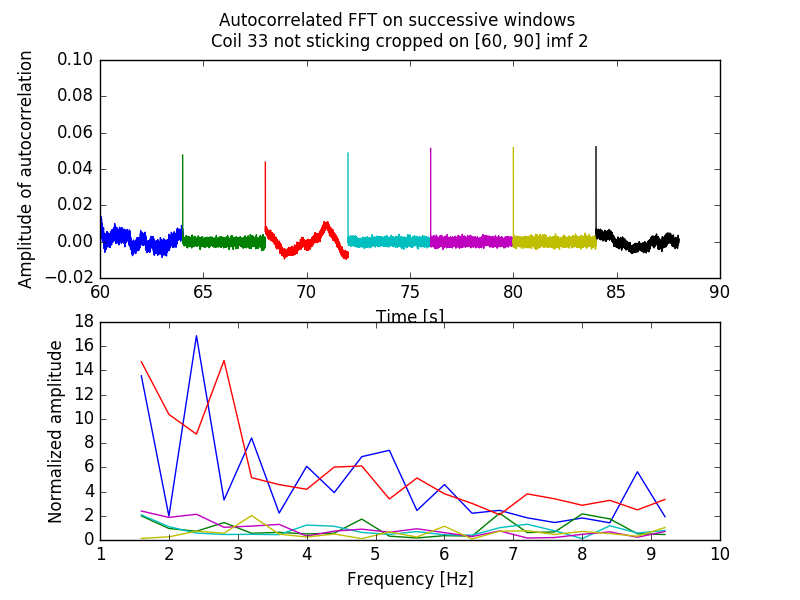 Autocorrelated FFT on successive windows
Coil 33 not sticking cropped on [60, 90] imf 2
Amplitude of autocorrelation
0.10
0.08
0.06
0.04
0.02
0.00
−0.02
60 65 70 75 80 85 90
Time [s]
Normalized amplitude
18
16
14
12
10
8
6
4
2
0
1 2 3 4 5 6 7 8 9 10
Frequency [Hz]